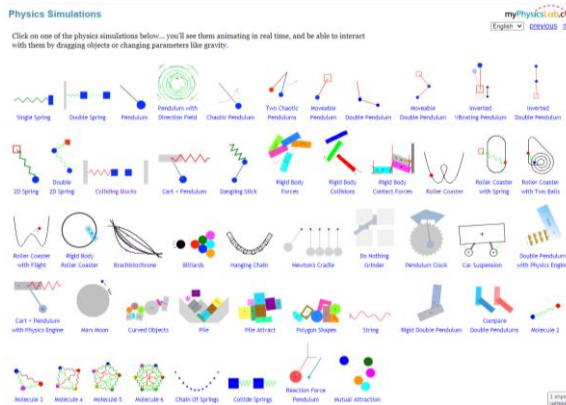 Physics Simulations
myPhysicsLab.c
English
previous
Click on one of the physics simulations below... you'll see them animating in real time, and be able to interact
with them by dragging objects or changing parameters like gravity.
Single Spring
Double Spring
Pendulum
Pendulum with
Direction Field
Chaotic Pendulum
Two Chaotic
Pendulums
Moveable
Pendulum
Double Pendulum
Moveable
Double Pendulum
Inverted
Vibrating Pendulum
Inverted
Double Pendulum
2D Spring
Double
2D Spring
Colliding Blocks
Cart + Pendulum
Dangling Stick
Rigid Body
Forces
Rigid Body
Collisions
Rigid Body
Contact Forces
Roller Coaster
Roller Coaster
with Spring
Roller Coaster
with Two Balls
Roller Coaster
with Flight
Rigid Body
Roller Coaster
Brachistochrone
Billiards
Hanging Chain
Newton's Cradle
Do Nothing
Grinder
Pendulum Clock
Car Suspension
Double Pendulum
with Physics Engine
Cart + Pendulum
with Physics Engine
Mars Moon
Curved Objects
Pile
Pile Attract
Polygon Shapes
String
Rigid Double Pendulum
Compare
Double Pendulums
Molecule 2
Molecule 3
Molecule 4
Molecule 5
Molecule 6
Chain Of Springs
Collide Springs
Reaction Force
Pendulum
Mutual Attraction